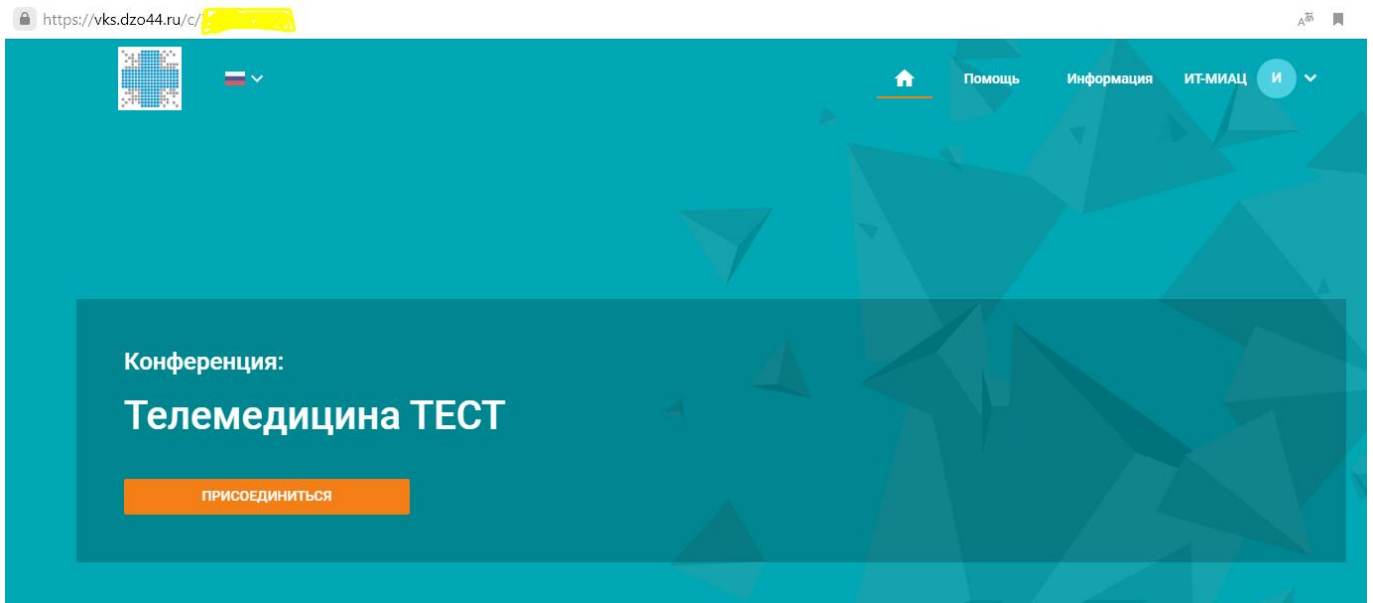 https://vks.dzo44.ru/c/
Помощь Информация ИТ-МИАЦ И
Конференция:
Телемедицина ТЕСТ
ПРИСОЕДИНИТЬСЯ